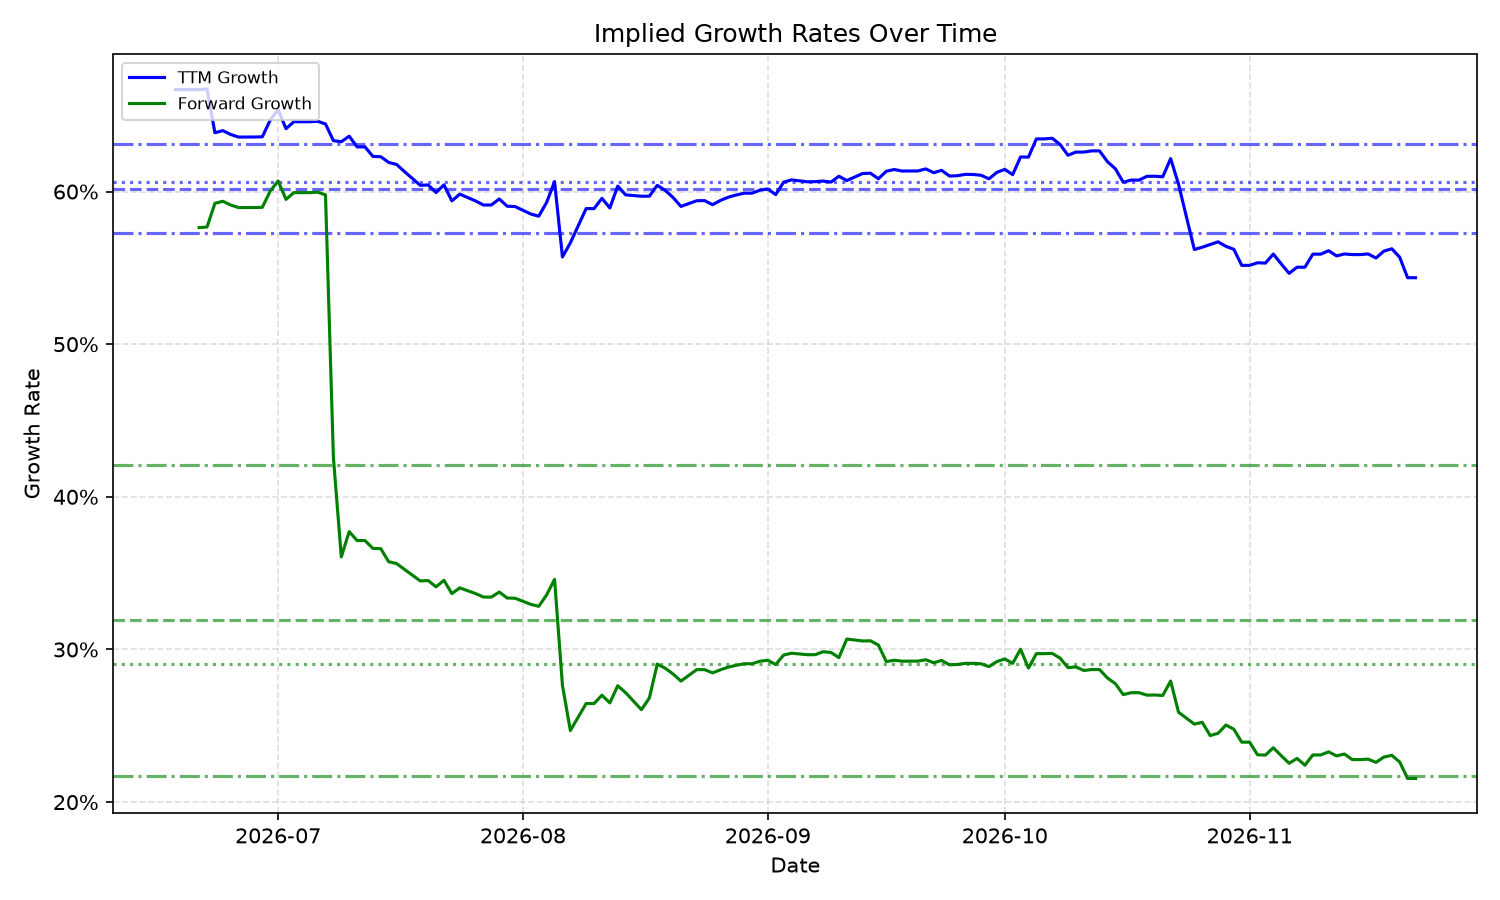 Implied Growth Rates Over Time
TTM Growth
Forward Growth
60%
50%
40%
30%
20%
Growth Rate
2026-07
2026-08
2026-09
2026-10
2026-11
Date